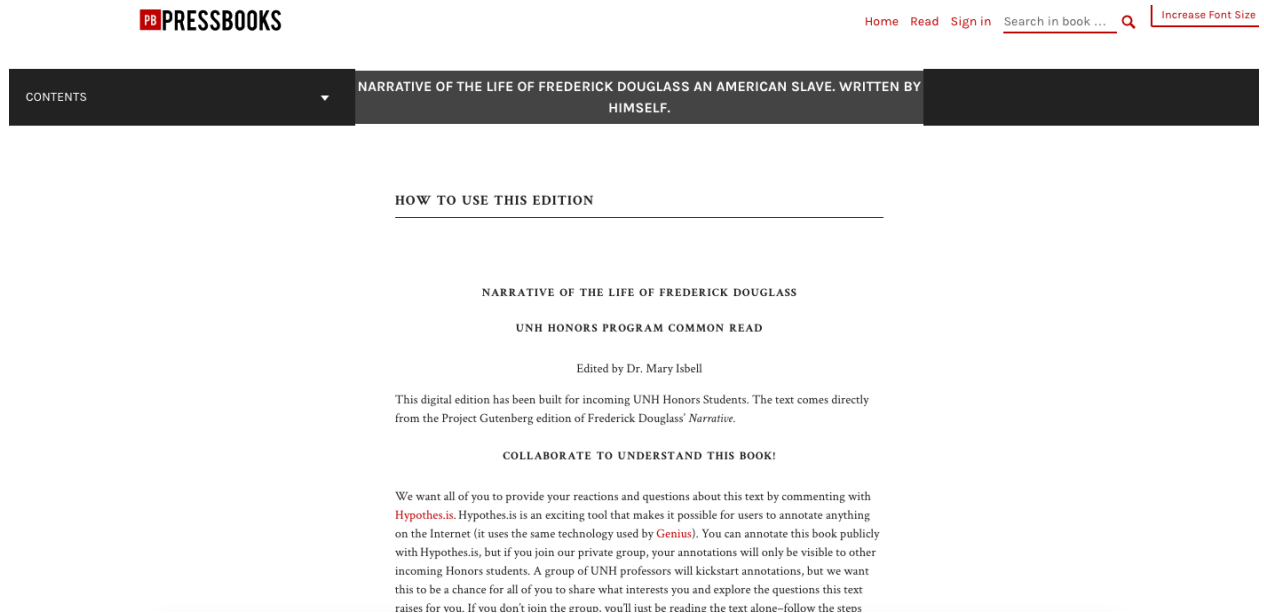 PB PRESSBOOKS
Home Read Sign in Search in book … Increase Font Size
CONTENTS
NARRATIVE OF THE LIFE OF FREDERICK DOUGLASS AN AMERICAN SLAVE. WRITTEN BY
HIMSELF.
HOW TO USE THIS EDITION
NARRATIVE OF THE LIFE OF FREDERICK DOUGLASS
UNH HONORS PROGRAM COMMON READ
Edited by Dr. Mary Isbell
This digital edition has been built for incoming UNH Honors Students. The text comes directly
from the Project Gutenberg edition of Frederick Douglass’ Narrative.
COLLABORATE TO UNDERSTAND THIS BOOK!
We want all of you to provide your reactions and questions about this text by commenting with
Hypothes.is. Hypothes.is is an exciting tool that makes it possible for users to annotate anything
on the Internet (it uses the same technology used by Genius). You can annotate this book publicly
with Hypothes.is, but if you join our private group, your annotations will only be visible to other
incoming Honors students. A group of UNH professors will kickstart annotations, but we want
this to be a chance for all of you to share what interests you and explore the questions this text
raises for you. If you don’t join the group, you’ll just be reading the text alone–follow the steps